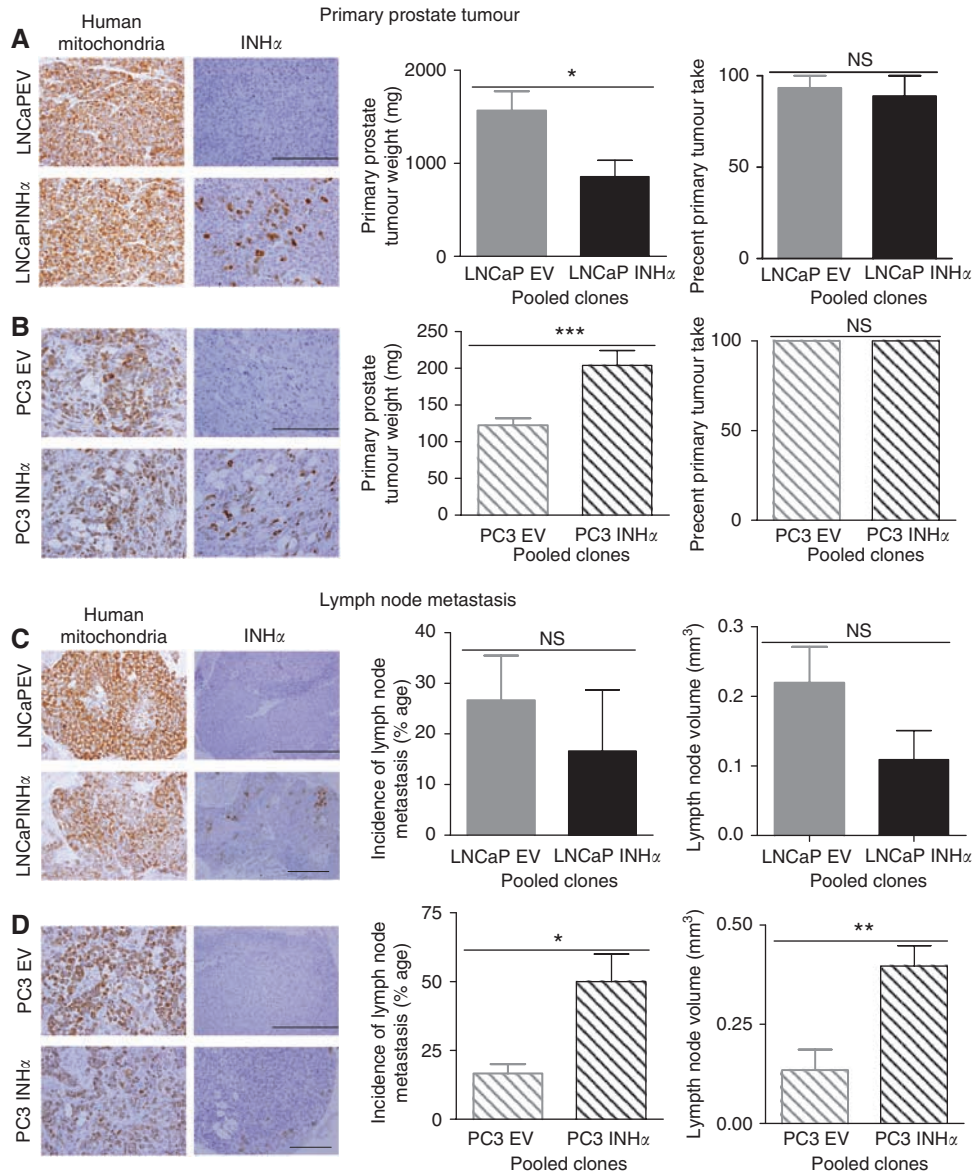 Primary prostate tumour
A
Human
mitochondria
INHα
LNCaPEV
LNCaPINHα
Primary prostate
tumour weight (mg)
2000
1000
0
*
LNCaP EV
LNCaP INHα
Pooled clones
Precent primary tumour take
100
50
0
NS
LNCaP EV
LNCaP INHα
Pooled clones
B
PC3 EV
PC3 INHα
Primary prostate
tumour weight (mg)
250
200
150
100
50
0
***
PC3 EV
PC3 INHα
Pooled clones
Precent primary tumour take
100
50
0
NS
PC3 EV
PC3 INHα
Pooled clones
Lymph node metastasis
C
Human
mitochondria
INHα
LNCaPEV
LNCaPINHα
Incidence of lymph node
metastasis (% age)
40
30
20
10
0
NS
LNCaP EV
LNCaP INHα
Pooled clones
Lympth node volume (mm³)
0.3
0.2
0.1
0.0
NS
LNCaP EV
LNCaP INHα
Pooled clones
D
PC3 EV
PC3 INHα
Incidence of lymph node
metastasis (% age)
75
50
25
0
*
PC3 EV
PC3 INHα
Pooled clones
Lympth node volume (mm³)
0.50
0.25
0.00
**
PC3 EV
PC3 INHα
Pooled clones